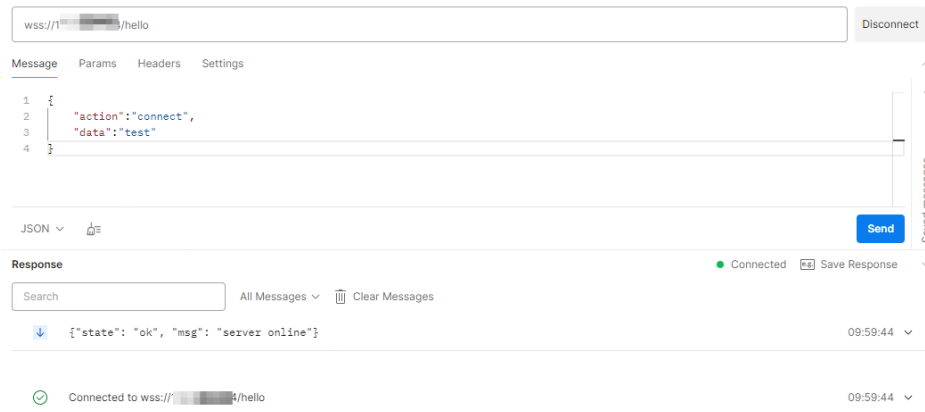 wss://1 /hello Disconnect
Message Params Headers Settings
1 {
2 "action":"connect",
3 "data":"test"
4 }
JSON
Send
Response Connected Save Response
Search All Messages Clear Messages
{"state": "ok", "msg": "server online"} 09:59:44
Connected to wss:// 4/hello 09:59:44